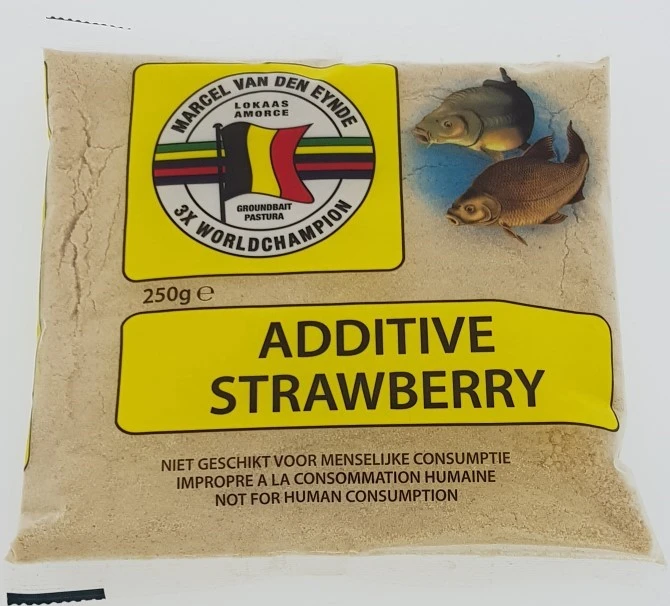 MARCEL VAN DEN EYNDE
LOKAAS
AMORCE
GROUNDBAIT
PASTURA
3X WORLDCHAMPION
250g ℮
ADDITIVE
STRAWBERRY
NIET GESCHIKT VOOR MENSELIJKE CONSUMPTIE
IMPROPRE A LA CONSOMMATION HUMAINE
NOT FOR HUMAN CONSUMPTION